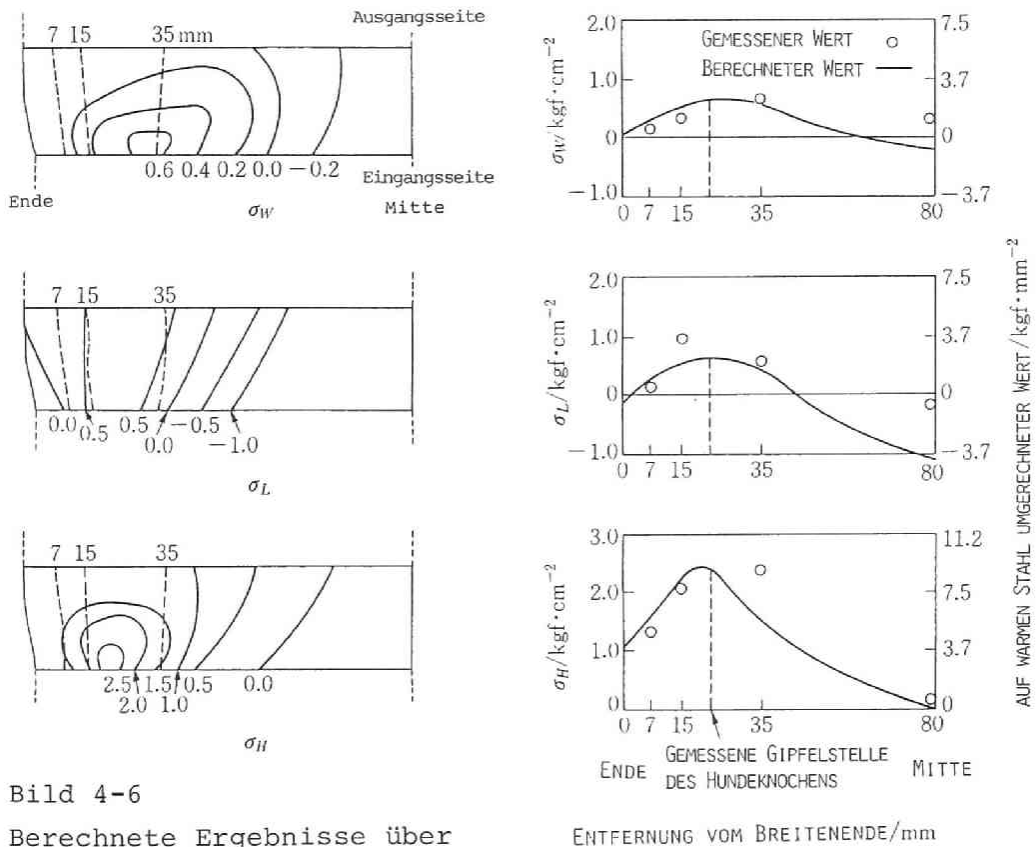 Ausgangsseite
7 15 35 mm
0.6 0.4 0.2 0.0 −0.2
Eingangsseite
Ende
σW
Mitte
7 15 35
0.0 0.5 0.5 0.0 −0.5 −1.0
σL
7 15 35
2.5 2.0 1.5 1.0 0.5 0.0
σH
Bild 4-6
Berechnete Ergebnisse über
GEMESSENER WERT ○
BERECHNETER WERT —
σW/kgf·cm⁻²
2.0
1.0
0
−1.0
7.5
3.7
0
−3.7
0 7 15 35 80
σL/kgf·cm⁻²
2.0
1.0
0
−1.0
7.5
3.7
0
−3.7
0 7 15 35 80
σH/kgf·cm⁻²
3.0
2.0
1.0
0
11.2
7.5
3.7
0
0 7 15 35 80
AUF WARMEN STAHL UMGERECHNETER WERT/kgf·mm⁻²
ENDE
GEMESSENE GIPFELSTELLE
DES HUNDEKNOCHENS
MITTE
ENTFERNUNG VOM BREITENENDE/mm